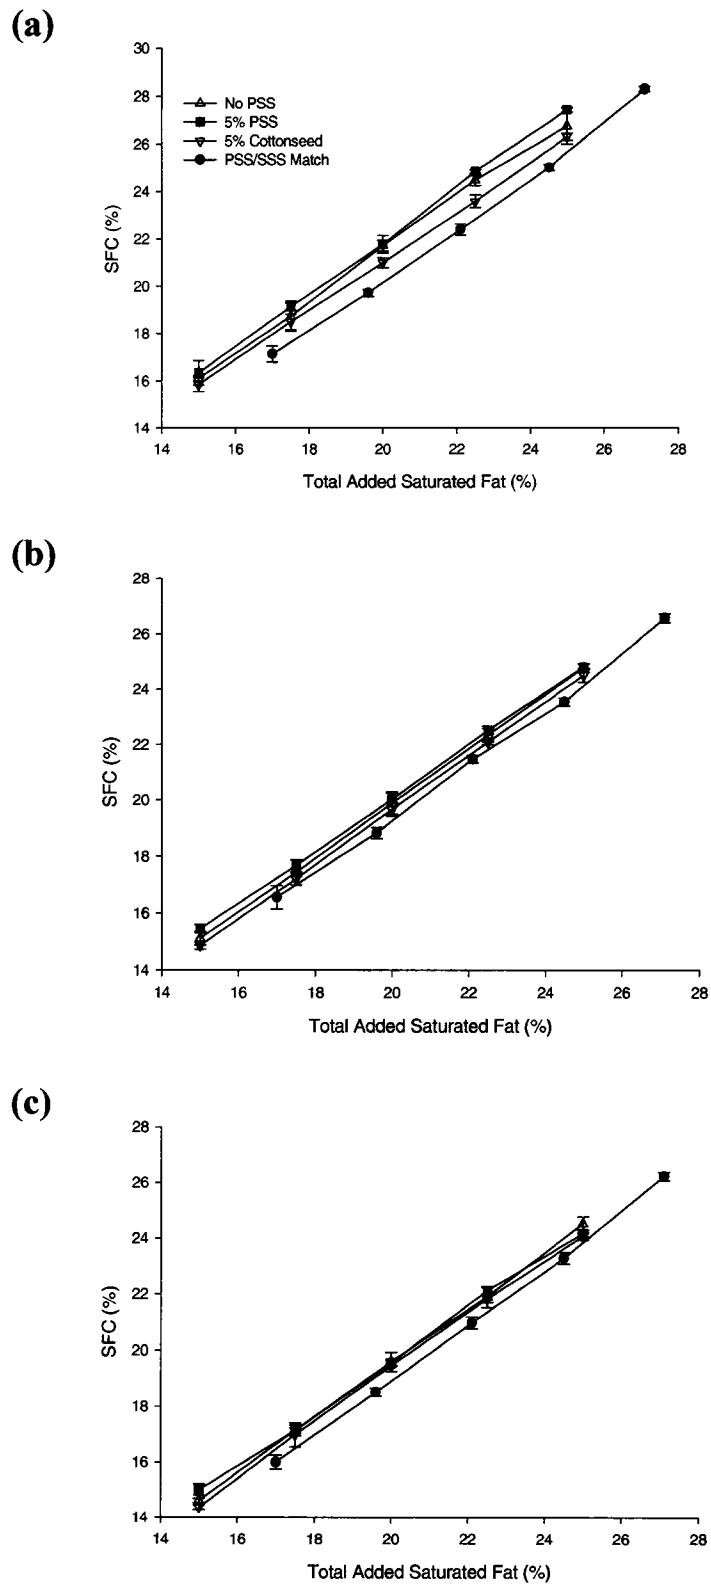 (a)
30
28
26
24
22
20
18
16
14
SFC (%)
No PSS
5% PSS
5% Cottonseed
PSS/SSS Match
14 16 18 20 22 24 26 28
Total Added Saturated Fat (%)
(b)
28
26
24
22
20
18
16
14
SFC (%)
14 16 18 20 22 24 26 28
Total Added Saturated Fat (%)
(c)
28
26
24
22
20
18
16
14
SFC (%)
14 16 18 20 22 24 26 28
Total Added Saturated Fat (%)